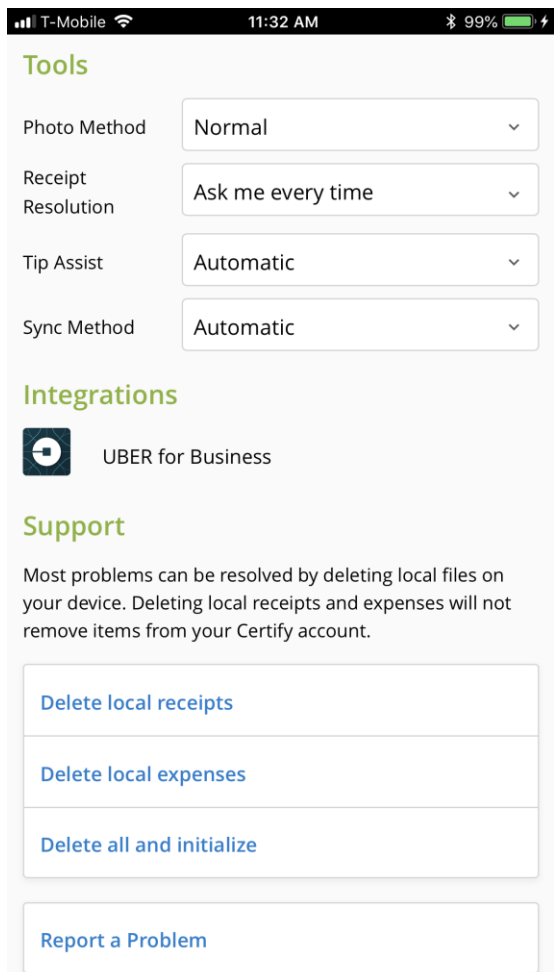 T-Mobile 11:32 AM 99%
Tools
Photo Method Normal
Receipt
Resolution Ask me every time
Tip Assist Automatic
Sync Method Automatic
Integrations
UBER for Business
Support
Most problems can be resolved by deleting local files on
your device. Deleting local receipts and expenses will not
remove items from your Certify account.
Delete local receipts
Delete local expenses
Delete all and initialize
Report a Problem